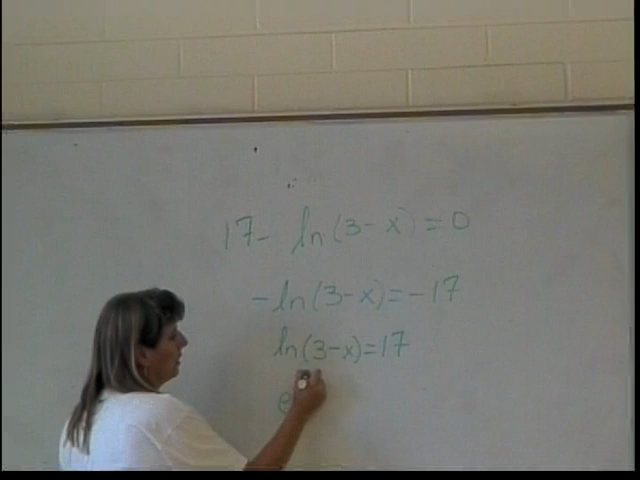 17 - ln(3-x) = 0
-ln(3-x) = -17
ln(3-x) = 17
e